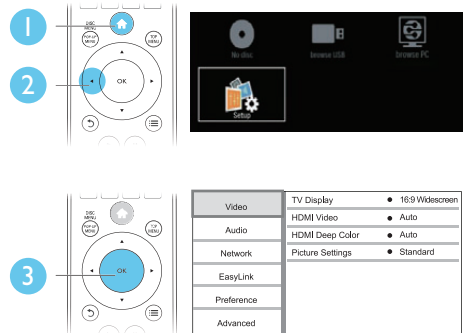 1
DISC
MENU
POP-UP
MENU
TOP
MENU
2
OK
No disc
browse USB
browse PC
Setup
DISC
MENU
POP-UP
MENU
TOP
MENU
3
OK
Video
Audio
Network
EasyLink
Preference
Advanced
TV Display
16:9 Widescreen
HDMI Video
Auto
HDMI Deep Color
Auto
Picture Settings
Standard